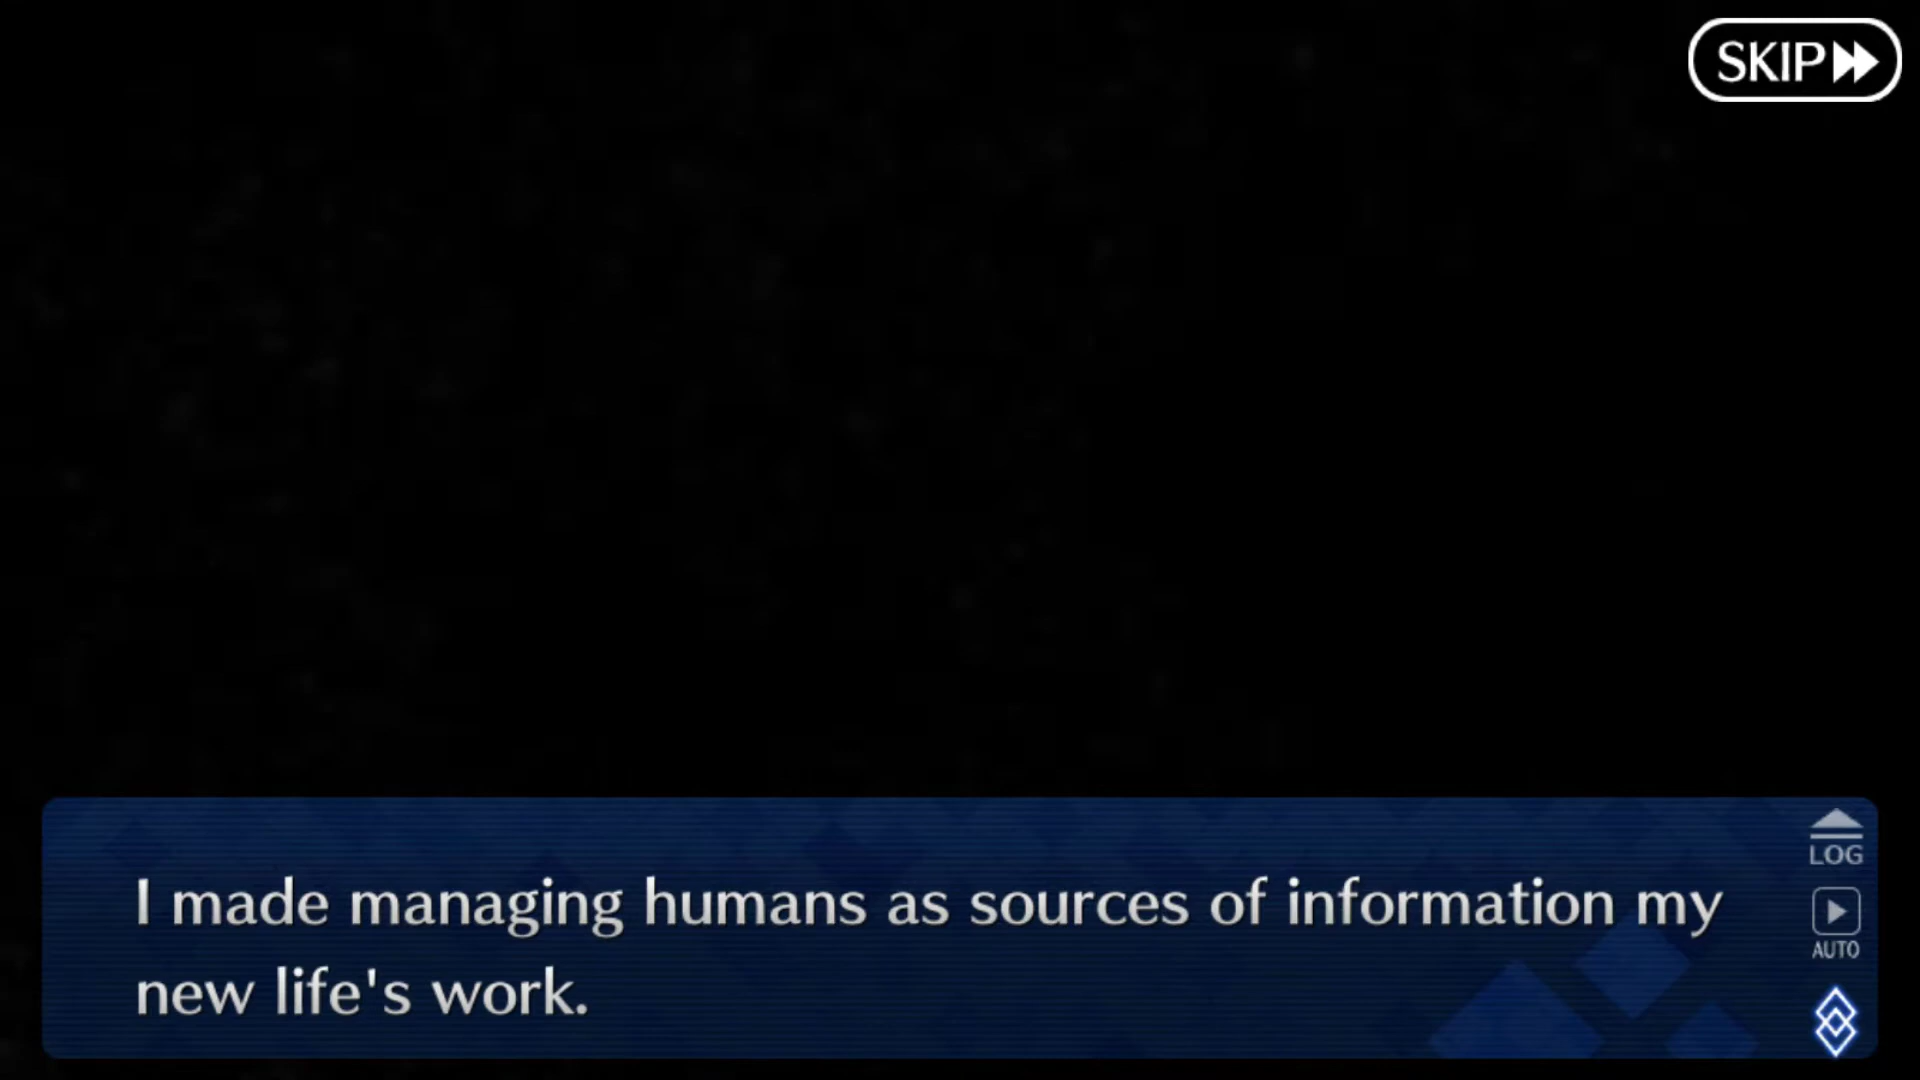 SKIP
I made managing humans as sources of information my
new life's work.
LOG
AUTO